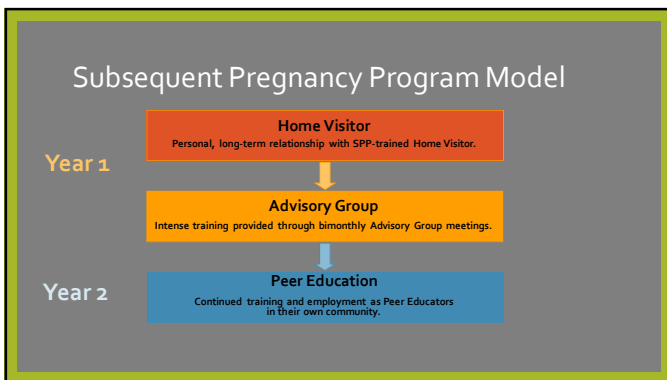 Subsequent Pregnancy Program Model
Home Visitor
Personal, long-term relationship with SPP-trained Home Visitor.
Year 1
Advisory Group
Intense training provided through bimonthly Advisory Group meetings.
Peer Education
Year 2
Continued training and employment as Peer Educators
in their own community.